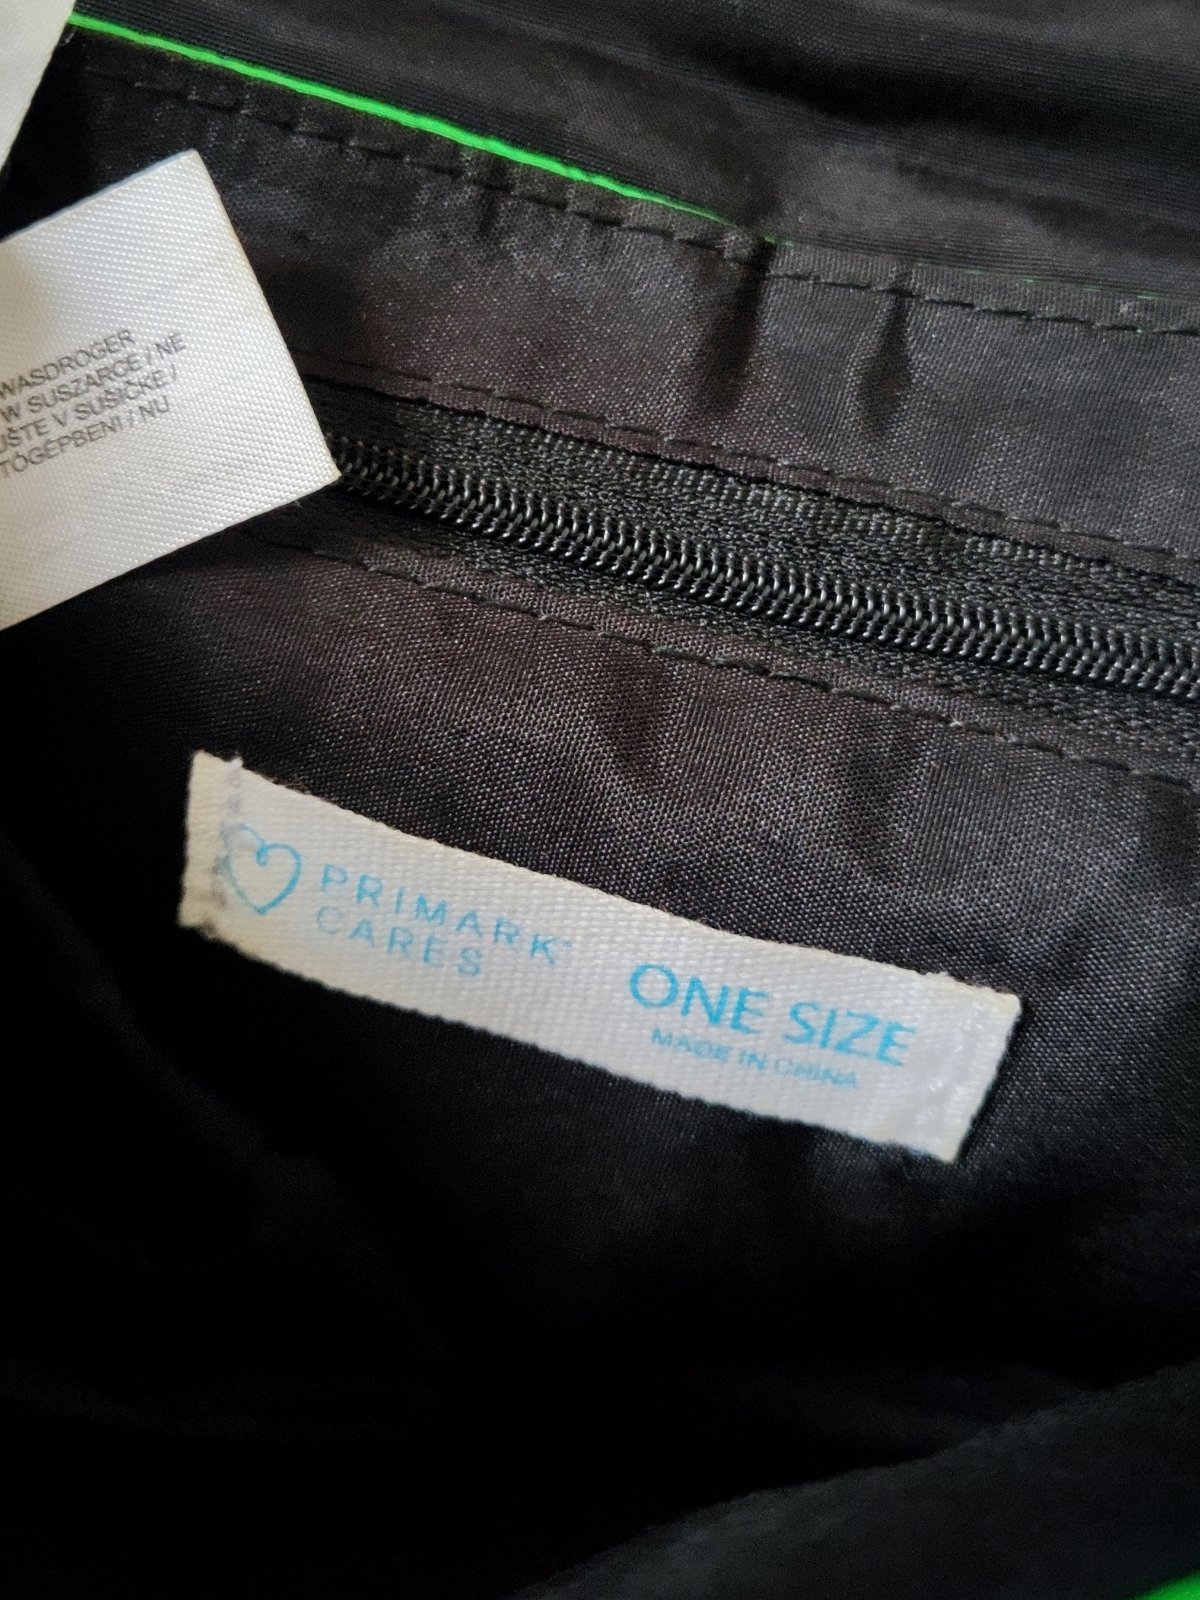 WASDROGER
W SUSZARCE / NE
UŠTE V SUŠIČKE /
TÓGÉPBENI / NU
PRIMARK
CARES
ONE SIZE
MADE IN CHINA